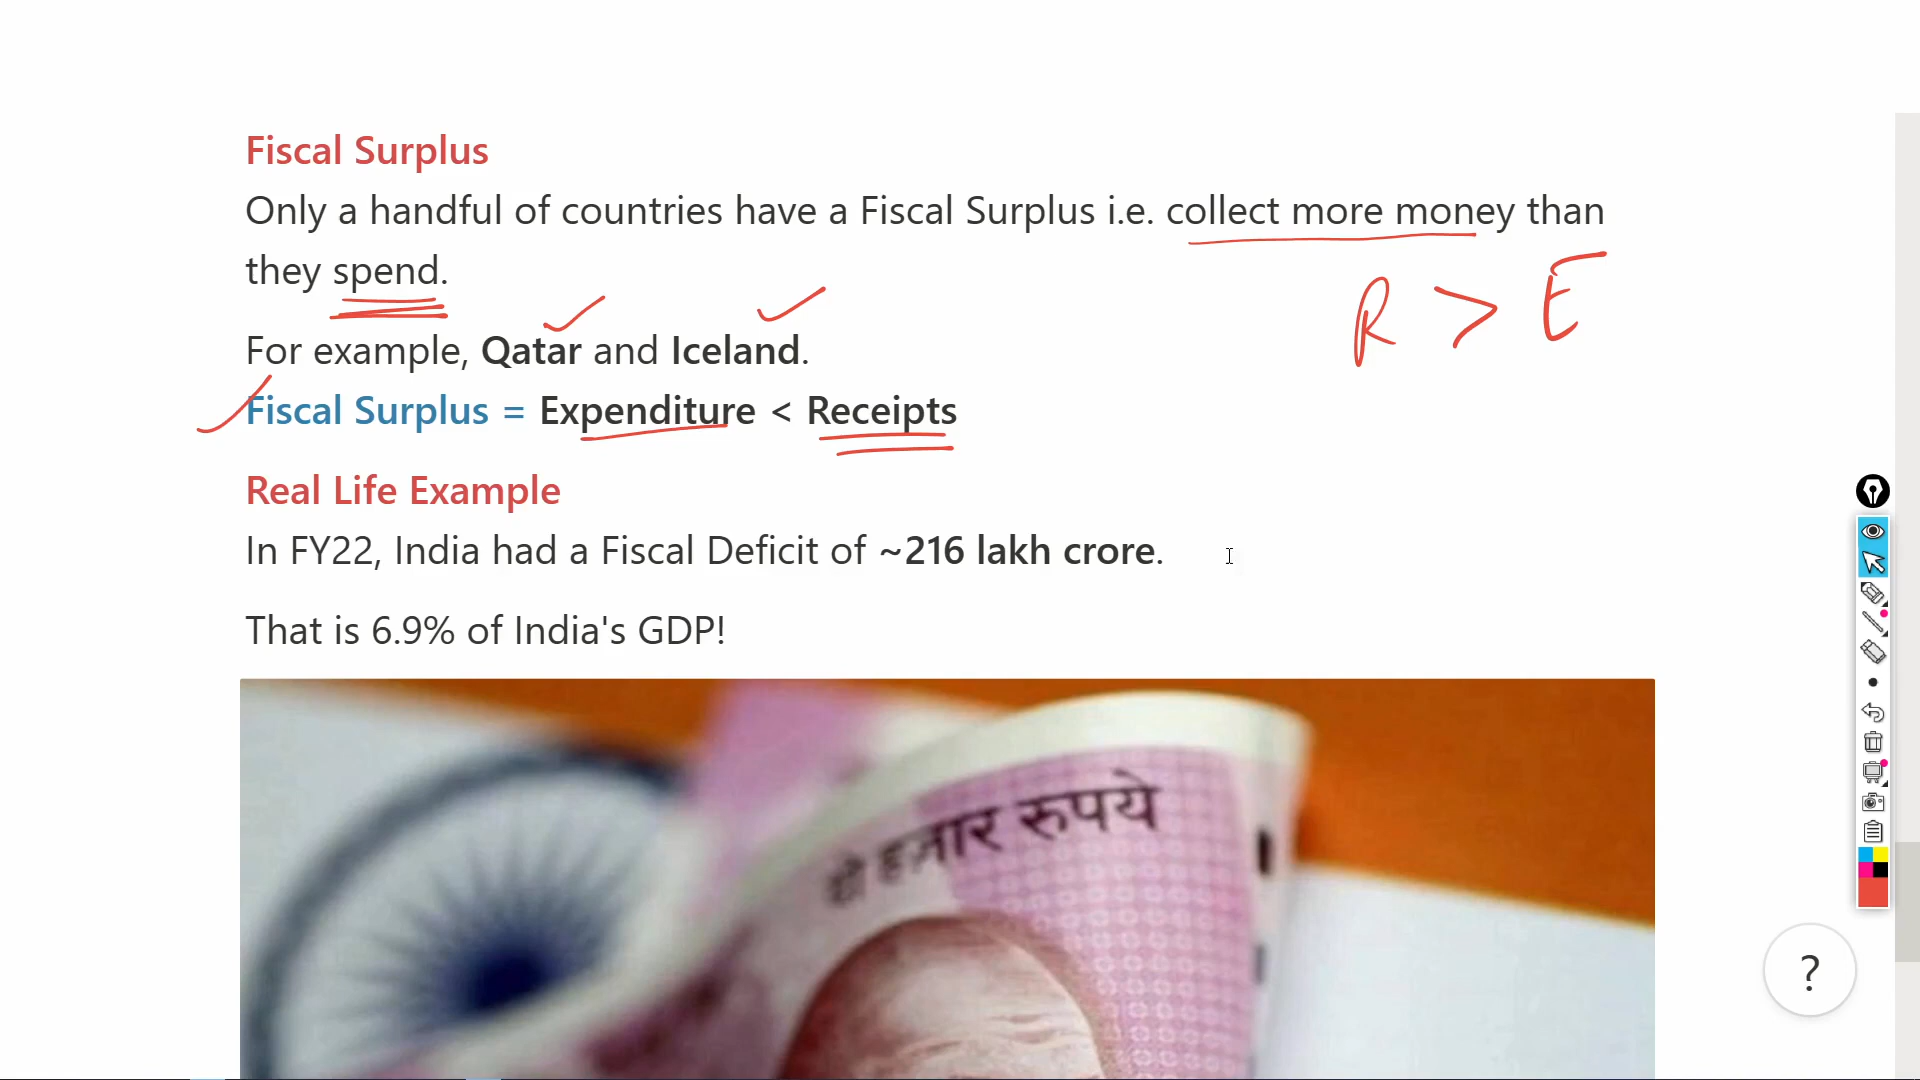 Fiscal Surplus
Only a handful of countries have a Fiscal Surplus i.e. collect more money than
they spend.
R > E
For example, Qatar and Iceland.
Fiscal Surplus = Expenditure < Receipts
Real Life Example
In FY22, India had a Fiscal Deficit of ~216 lakh crore.
That is 6.9% of India's GDP!
दो हज़ार रुपये
?